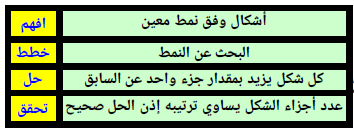 افهم أشكال وفق نمط معين
خطط البحث عن النمط
حل كل شكل يزيد بمقدار جزء واحد عن السابق
تحقق عدد أجزاء الشكل يساوي ترتيبه إذن الحل صحيح